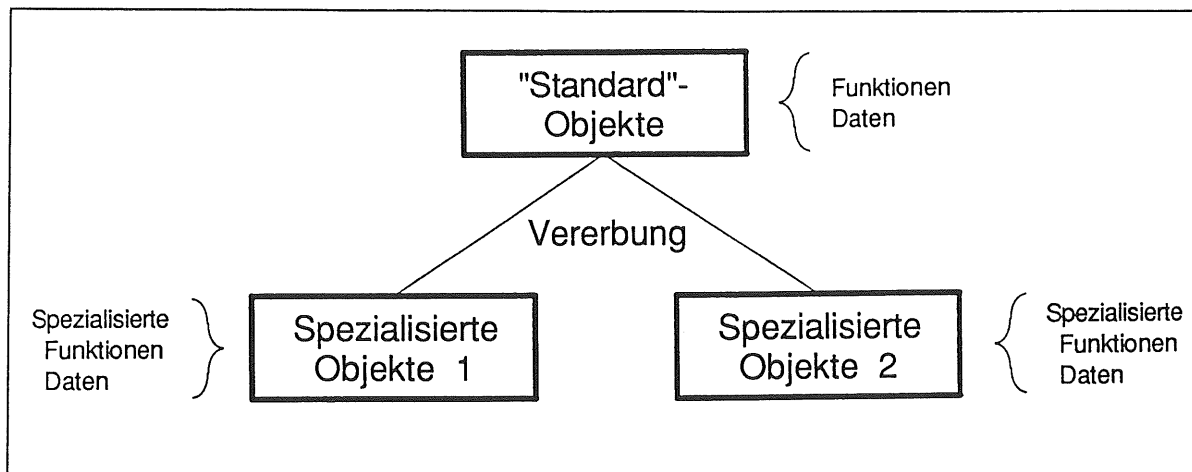 "Standard"-
Objekte
Funktionen
Daten
Vererbung
Spezialisierte
Funktionen
Daten
Spezialisierte
Objekte 1
Spezialisierte
Objekte 2
Spezialisierte
Funktionen
Daten